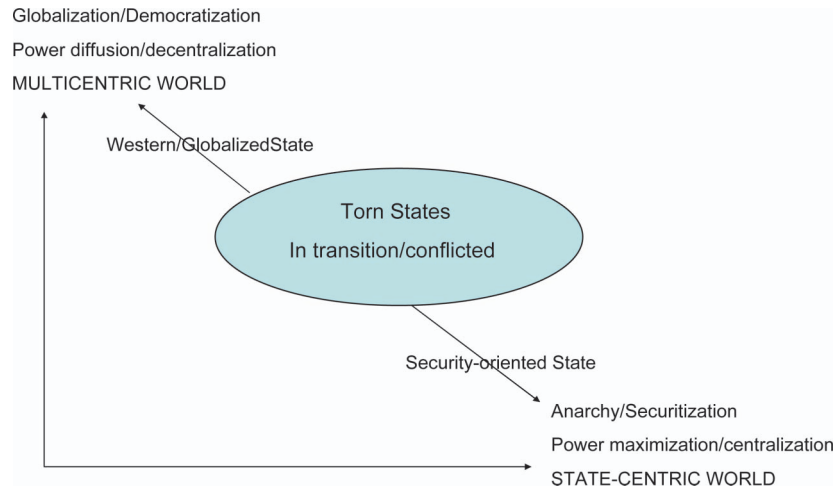 Globalization/Democratization
Power diffusion/decentralization
MULTICENTRIC WORLD
Western/GlobalizedState
Torn States
In transition/conflicted
Security-oriented State
Anarchy/Securitization
Power maximization/centralization
STATE-CENTRIC WORLD